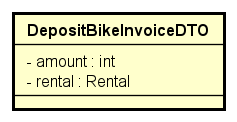 DepositBikeInvoiceDTO
- amount : int
- rental : Rental